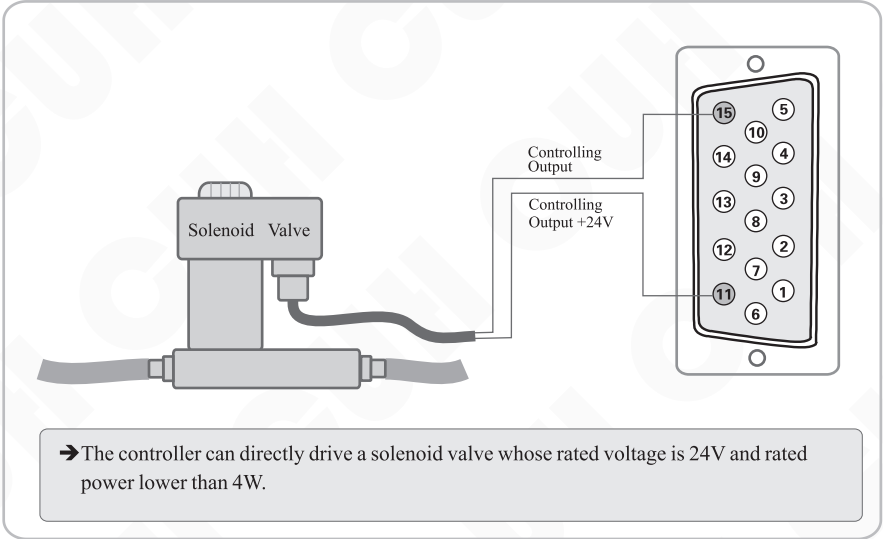 Controlling
Output
Controlling
Output +24V
Solenoid Valve
15
5
10
14
4
9
13
3
8
12
2
7
11
1
6
➔The controller can directly drive a solenoid valve whose rated voltage is 24V and rated
power lower than 4W.